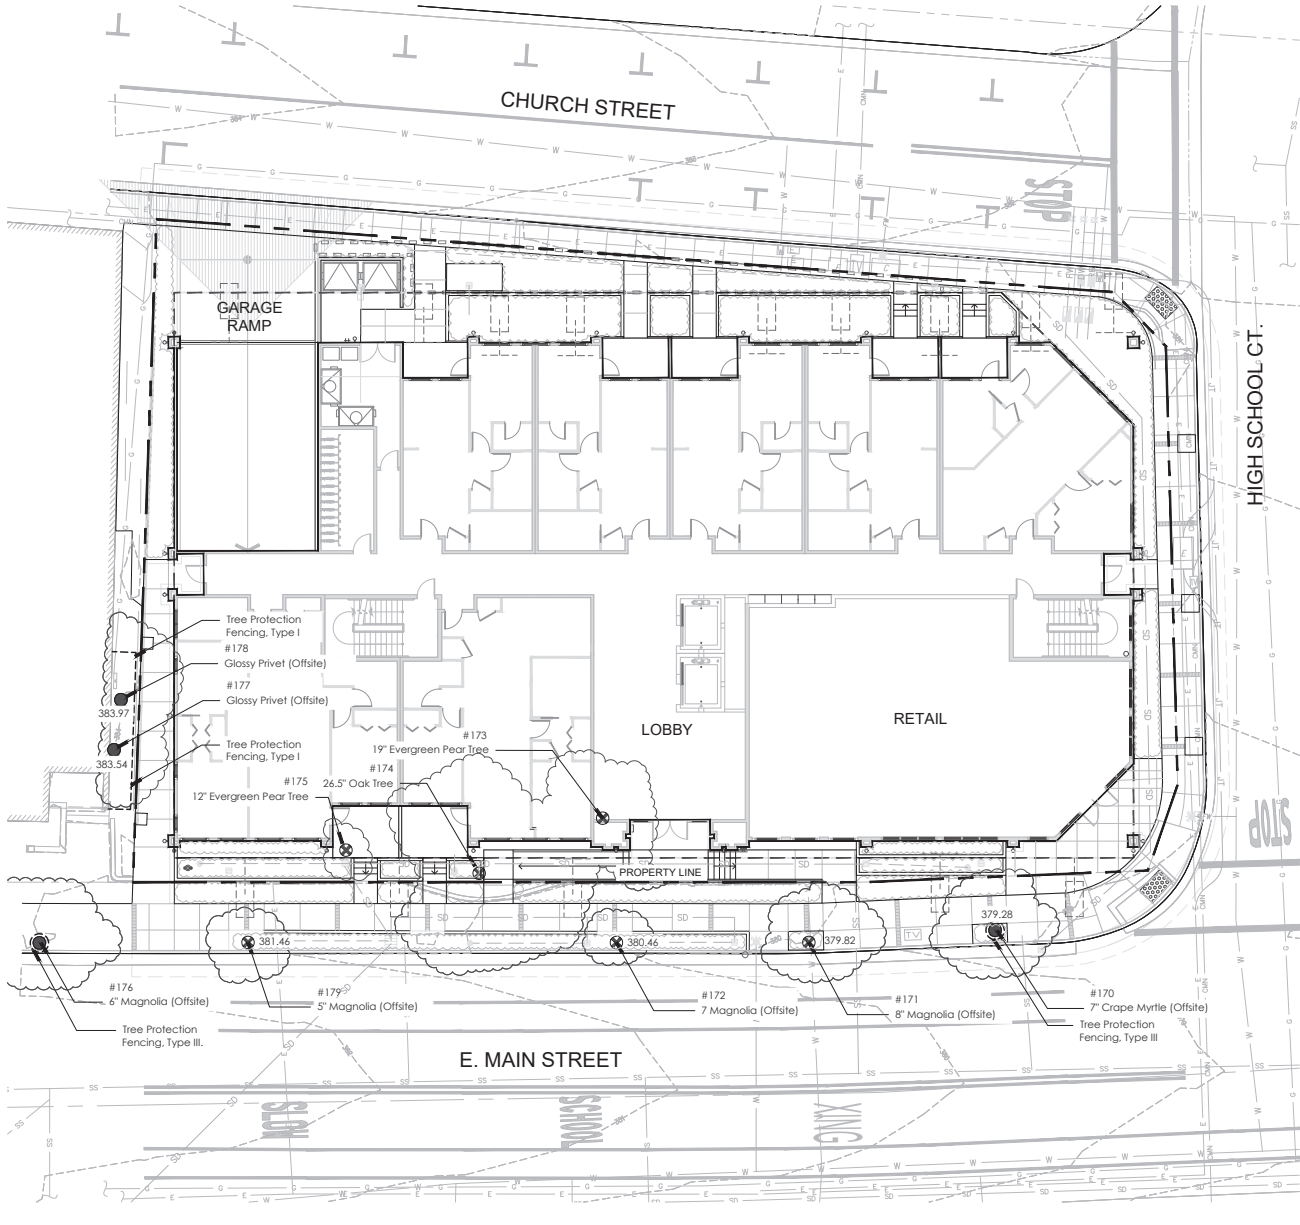 CHURCH STREET
STOP
HIGH SCHOOL CT.
GARAGE
RAMP
Tree Protection
Fencing, Type I
#178
Glossy Privet (Offsite)
#177
Glossy Privet (Offsite)
383.97
383.54
Tree Protection
Fencing, Type I
#175
12" Evergreen Pear Tree
#174
26.5" Oak Tree
#173
19" Evergreen Pear Tree
LOBBY
RETAIL
STOP
PROPERTY LINE
379.28
381.46
380.46
379.82
TV
#176
6" Magnolia (Offsite)
Tree Protection
Fencing, Type III.
#179
5" Magnolia (Offsite)
#172
7 Magnolia (Offsite)
#171
8" Magnolia (Offsite)
#170
7" Crape Myrtle (Offsite)
Tree Protection
Fencing, Type III
E. MAIN STREET
SLOW
SCHOOL
XING